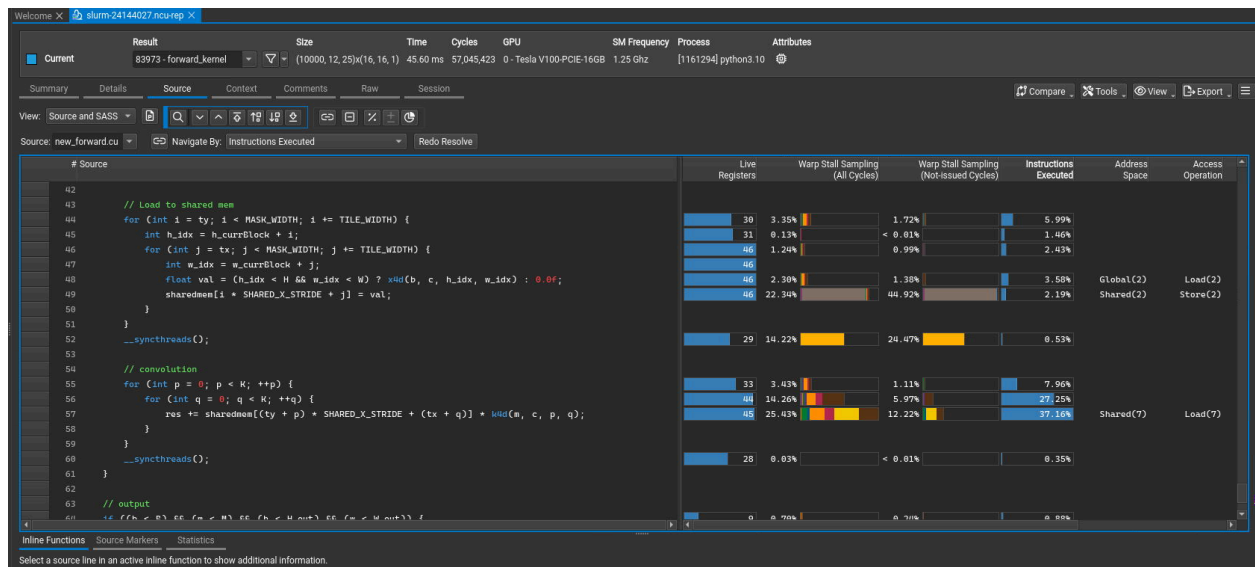 Welcome X slurm-24144027.ncu-rep X
Result Size Time Cycles GPU SM Frequency Process Attributes
Current 83973 - forward_kernel (10000, 12, 25)x(16, 16, 1) 45.60 ms 57,045,423 0 - Tesla V100-PCIE-16GB 1.25 Ghz [1161294] python3.10
Summary Details Source Context Comments Raw Session Compare Tools View Export
View: Source and SASS
Source: new_forward.cu Navigate By: Instructions Executed Redo Resolve
# Source Live Registers Warp Stall Sampling (All Cycles) Warp Stall Sampling (Not-issued Cycles) Instructions Executed Address Space Access Operation
42
43 // Load to shared mem
44 for (int i = ty; i < MASK_WIDTH; i += TILE_WIDTH) { 30 3.35% 1.72% 5.99%
45 int h_idx = h_currBlock + i; 31 0.13% < 0.01% 1.46%
46 for (int j = tx; j < MASK_WIDTH; j += TILE_WIDTH) { 46 1.24% 0.99% 2.43%
47 int w_idx = w_currBlock + j; 46
48 float val = (h_idx < H && w_idx < W) ? x4d(b, c, h_idx, w_idx) : 0.0f; 46 2.30% 1.38% 3.58% Global(2) Load(2)
49 sharedmem[i * SHARED_X_STRIDE + j] = val; 46 22.34% 44.92% 2.19% Shared(2) Store(2)
50 }
51 }
52 __syncthreads(); 29 14.22% 24.47% 0.53%
53
54 // convolution
55 for (int p = 0; p < K; ++p) { 33 3.43% 1.11% 7.96%
56 for (int q = 0; q < K; ++q) { 44 14.26% 5.97% 27.25%
57 res += sharedmem[(ty + p) * SHARED_X_STRIDE + (tx + q)] * k4d(m, c, p, q); 45 25.43% 12.22% 37.16% Shared(7) Load(7)
58 }
59 }
60 __syncthreads(); 28 0.03% < 0.01% 0.35%
61 }
62
63 // output
Inline Functions Source Markers Statistics
Select a source line in an active inline function to show additional information.